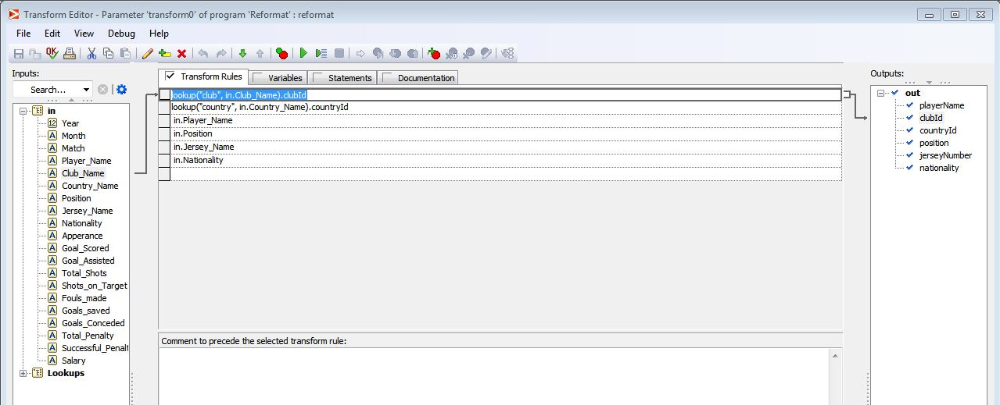 Transform Editor - Parameter 'transform0' of program 'Reformat' : reformat
File Edit View Debug Help
OK
Inputs:
Search...
in
12 Year
A Month
A Match
A Player_Name
A Club_Name
A Country_Name
A Position
A Jersey_Name
A Nationality
A Apperance
A Goal_Scored
A Goal_Assisted
A Total_Shots
A Shots_on_Target
A Fouls_made
A Goals_saved
A Goals_Conceded
A Total_Penalty
A Successful_Penalt
A Salary
Lookups
Transform Rules Variables Statements Documentation
lookup("club", in.Club_Name).clubId
lookup("country", in.Country_Name).countryId
in.Player_Name
in.Position
in.Jersey_Name
in.Nationality
Comment to precede the selected transform rule:
Outputs:
out
playerName
clubId
countryId
position
jerseyNumber
nationality